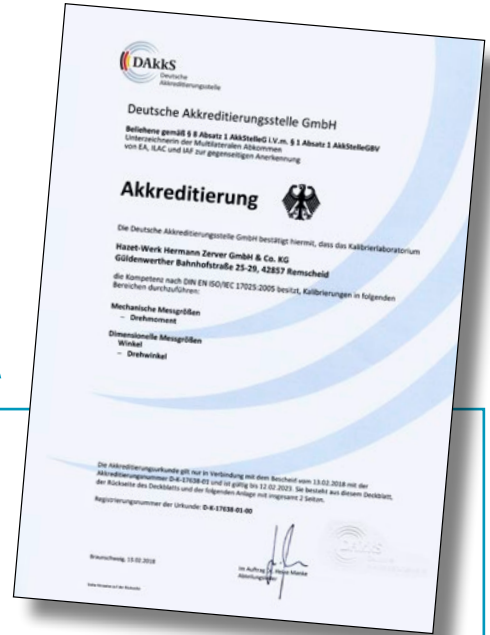 DAkkS
Deutsche
Akkreditierungsstelle
Deutsche Akkreditierungsstelle GmbH
Beliehene gemäß § 8 Absatz 1 AkkStelleG i.V.m. § 1 Absatz 1 AkkStelleGBV
Unterzeichnerin der Multilateralen Abkommen
von EA, ILAC und IAF zur gegenseitigen Anerkennung
Akkreditierung
Die Deutsche Akkreditierungsstelle GmbH bestätigt hiermit, dass das Kalibrierlaboratorium
Hazet-Werk Hermann Zerver GmbH & Co. KG
Güldenwerther Bahnhofstraße 25-29, 42857 Remscheid
die Kompetenz nach DIN EN ISO/IEC 17025:2005 besitzt, Kalibrierungen in folgenden
Bereichen durchzuführen:
Mechanische Messgrößen
– Drehmoment
Dimensionelle Messgrößen
Winkel
– Drehwinkel
Die Akkreditierungsurkunde gilt nur in Verbindung mit dem Bescheid vom 13.02.2018 mit der
Akkreditierungsnummer D-K-17638-01 und ist gültig bis 12.02.2023. Sie besteht aus diesem Deckblatt,
der Rückseite des Deckblatts und der folgenden Anlage mit insgesamt 2 Seiten.
Registrierungsnummer der Urkunde: D-K-17638-01-00
Braunschweig, 13.02.2018
Im Auftrag Manke
Siehe Hinweise auf der Rückseite